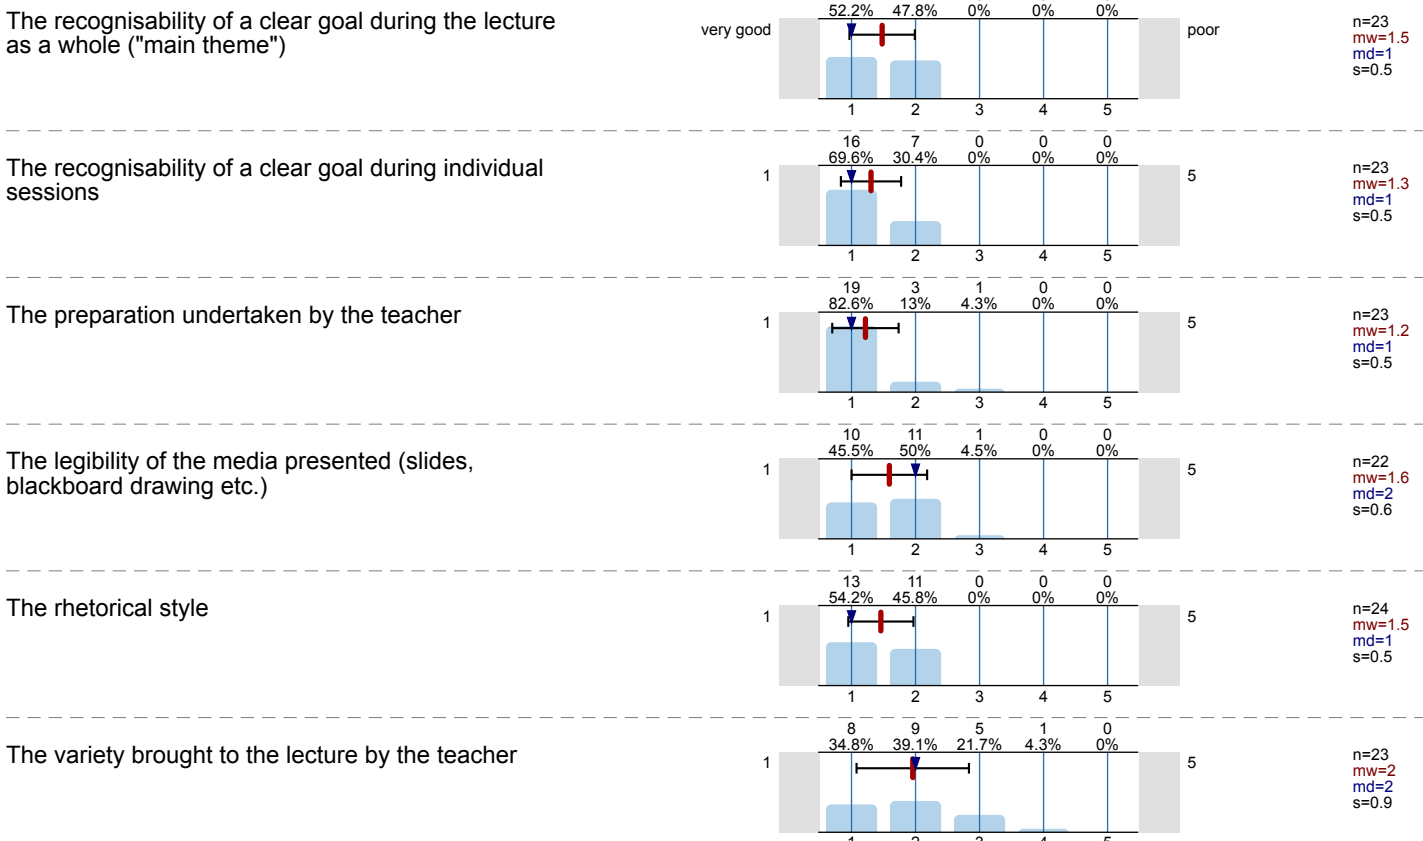 The recognisability of a clear goal during the lecture
as a whole ("main theme")
52.2% 47.8% 0% 0% 0%
very good poor
1 2 3 4 5
n=23
mw=1.5
md=1
s=0.5
The recognisability of a clear goal during individual
sessions
16 7 0 0 0
69.6% 30.4% 0% 0% 0%
1 5
1 2 3 4 5
n=23
mw=1.3
md=1
s=0.5
The preparation undertaken by the teacher
19 3 1 0 0
82.6% 13% 4.3% 0% 0%
1 5
1 2 3 4 5
n=23
mw=1.2
md=1
s=0.5
The legibility of the media presented (slides,
blackboard drawing etc.)
10 11 1 0 0
45.5% 50% 4.5% 0% 0%
1 5
1 2 3 4 5
n=22
mw=1.6
md=2
s=0.6
The rhetorical style
13 11 0 0 0
54.2% 45.8% 0% 0% 0%
1 5
1 2 3 4 5
n=24
mw=1.5
md=1
s=0.5
The variety brought to the lecture by the teacher
8 9 5 1 0
34.8% 39.1% 21.7% 4.3% 0%
1 5
1 2 3 4 5
n=23
mw=2
md=2
s=0.9